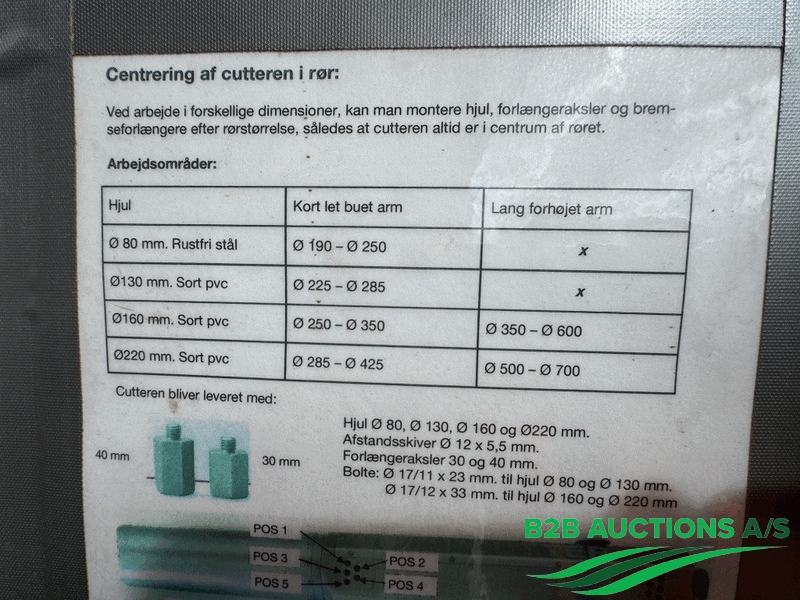 Centrering af cutteren i rør:
Ved arbejde i forskellige dimensioner, kan man montere hjul, forlængeraksler og brem-
seforlængere efter rørstørrelse, således at cutteren altid er i centrum af røret.
Arbejdsområder:
Hjul Kort let buet arm Lang forhøjet arm
Ø 80 mm. Rustfri stål Ø 190 – Ø 250 x
Ø130 mm. Sort pvc Ø 225 – Ø 285 x
Ø160 mm. Sort pvc Ø 250 – Ø 350 Ø 350 – Ø 600
Ø220 mm. Sort pvc Ø 285 – Ø 425 Ø 500 – Ø 700
Cutteren bliver leveret med:
40 mm
30 mm
Hjul Ø 80, Ø 130, Ø 160 og Ø220 mm.
Afstandsskiver Ø 12 x 5,5 mm.
Forlængeraksler 30 og 40 mm.
Bolte: Ø 17/11 x 23 mm. til hjul Ø 80 og Ø 130 mm.
Ø 17/12 x 33 mm. til hjul Ø 160 og Ø 220 mm
POS 1
POS 3
POS 2
POS 5
POS 4
B2B AUCTIONS A/S